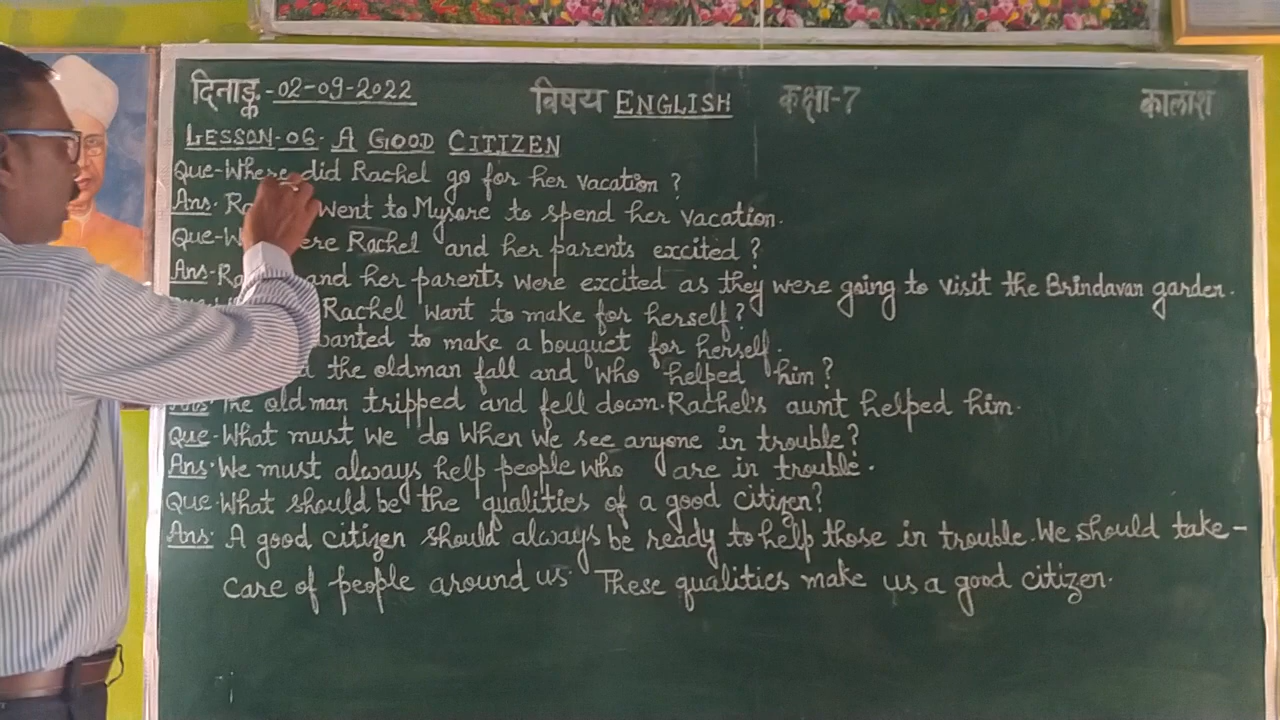 दिनाङ्क-02-09-2022 विषय ENGLISH कक्षा-7 कालांश
LESSON-06- A GOOD CITIZEN
Que-Where did Rachel go for her vacation ?
Ans. went to Mysore to spend her vacation.
Que- Rachel and her parents excited ?
Ans- and her parents were excited as they were going to visit the Brindavan garden.
Rachel want to make for herself?
wanted to make a bouquet for herself.
the oldman fall and who helped him ?
Ans. The old man tripped and fell down. Rachel's aunt helped him.
Que-What must we do when we see anyone in trouble?
Ans. We must always help people who are in trouble.
Que-What should be the qualities of a good citizen?
Ans: A good citizen should always be ready to help those in trouble. We should take-
care of people around us. These qualities make us a good citizen.